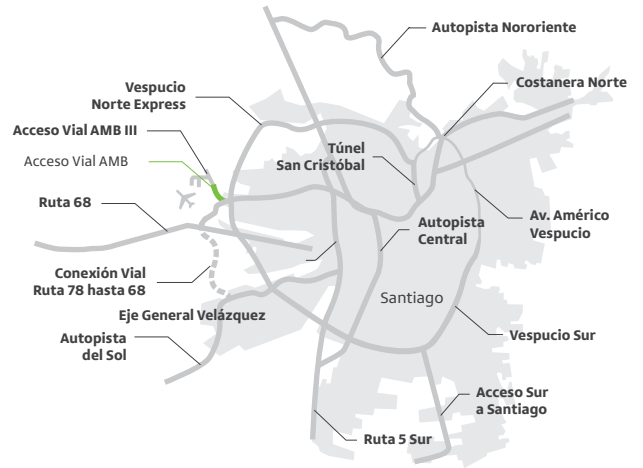 Autopista Nororiente
Costanera Norte
Vespucio
Norte Express
Acceso Vial AMB III
Túnel
San Cristóbal
Acceso Vial AMB
Ruta 68
Av. Américo
Vespucio
Autopista
Central
Conexión Vial
Ruta 78 hasta 68
Santiago
Eje General Velázquez
Autopista
del Sol
Vespucio Sur
Acceso Sur
a Santiago
Ruta 5 Sur